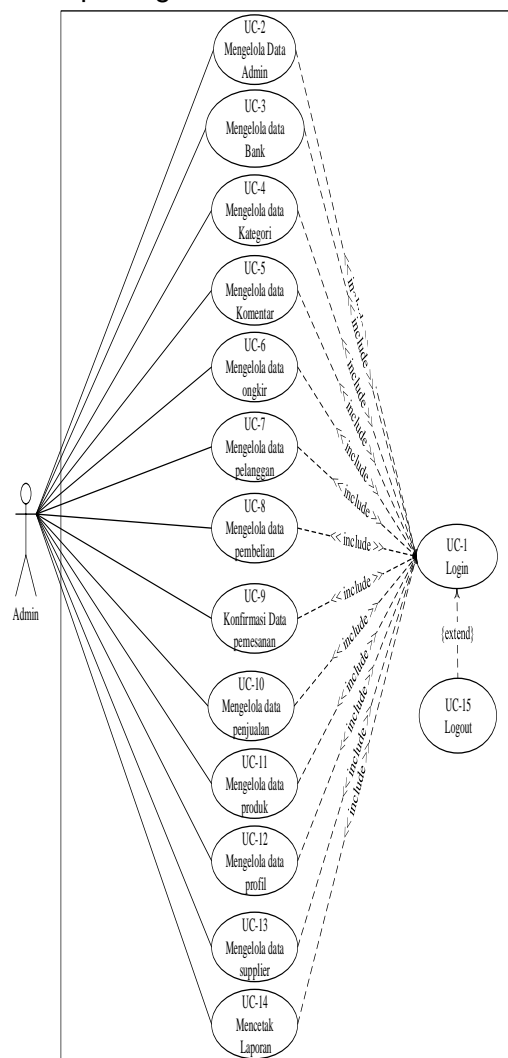 UC-2
Mengelola Data
Admin
UC-3
Mengelola data
Bank
UC-4
Mengelola data
Kategori
UC-5
Mengelola data
Komentar
UC-6
Mengelola data
ongkir
UC-7
Mengelola data
pelanggan
UC-8
Mengelola data
pembelian
UC-9
Konfirmasi Data
pemesanan
UC-10
Mengelola data
penjualan
UC-11
Mengelola data
produk
UC-12
Mengelola data
profil
UC-13
Mengelola data
supplier
UC-14
Mencetak
Laporan
Admin
<< include >>
<< include >>
<< include >>
<< include >>
<< include >>
<< include >>
<< include >>
<< include >>
<< include >>
<< include >>
<< include >>
<< include >>
UC-1
Login
{extend}
UC-15
Logout